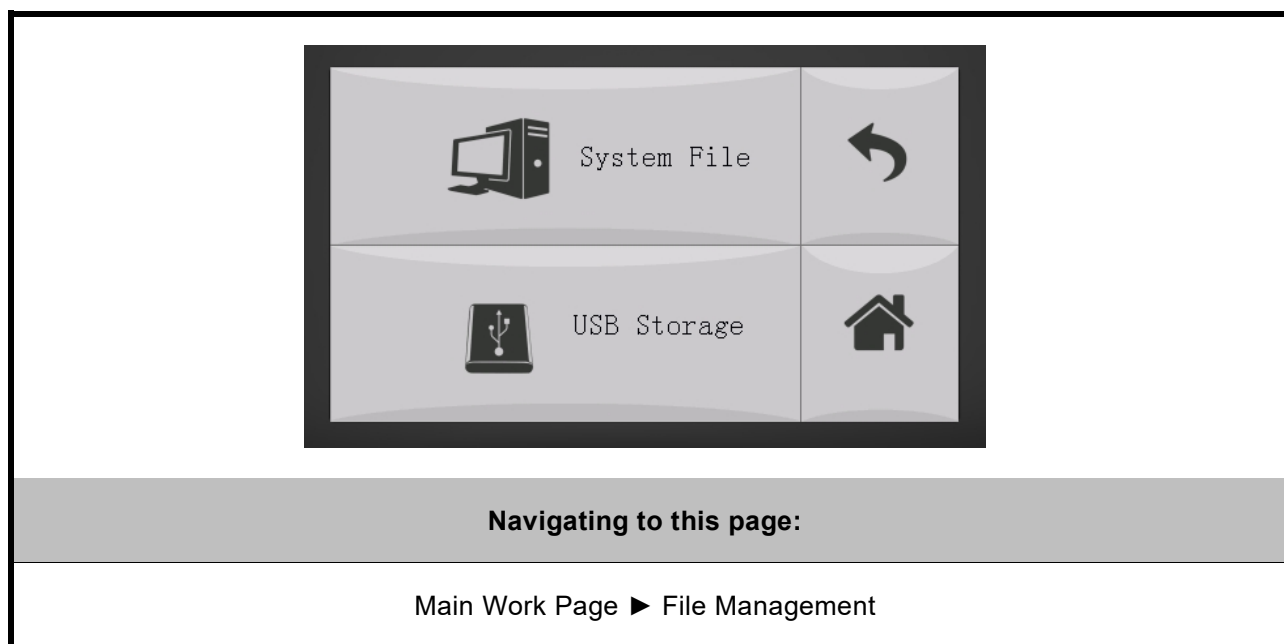 System File
USB Storage
Navigating to this page:
Main Work Page ► File Management